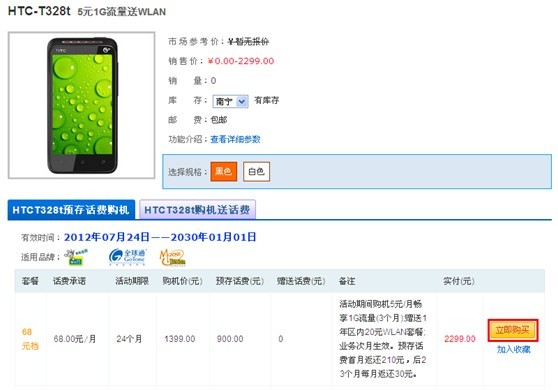 HTC-T328t 5元1G流量送WLAN
市场参考价：¥暂无报价
销售价：¥0.00-2299.00
销 量：0
库 存：南宁 有库存
邮 费：包邮
功能介绍：查看详细参数
选择规格： 黑色 白色
HTCT328t预存话费购机 HTCT328t购机送话费
有效时间：2012年07月24日——2030年01月01日
适用品牌： 全球通 GoTone
套餐 话费承诺 活动期限 购机价(元) 预存话费(元) 赠送话费(元) 备注 实付(元)
68元档 68.00元/月 24个月 1399.00 900.00 0
活动期间购机5元/月畅
享1G流量(3个月);赠送1
年区内20元WLAN套餐;
业务次月生效。预存话
费首月返还210元，后2
3个月每月返还30元。
2299.00
立即购买
加入收藏